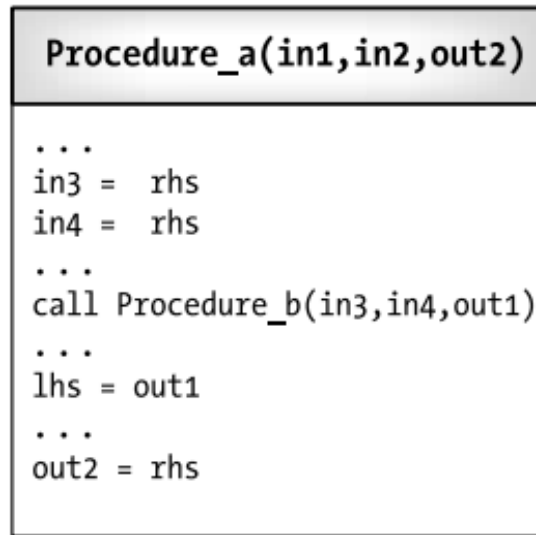 Procedure_a(in1,in2,out2)
...
in3 = rhs
in4 = rhs
...
call Procedure_b(in3,in4,out1)
...
lhs = out1
...
out2 = rhs